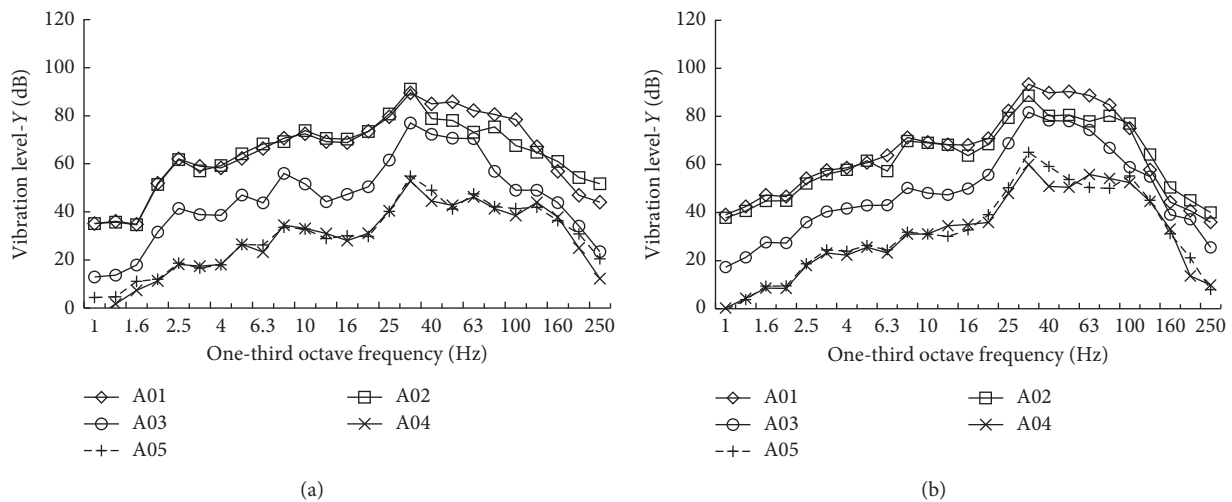 120
100
80
60
40
20
0
Vibration level-Y (dB)
1 1.6 2.5 4 6.3 10 16 25 40 63 100 160 250
One-third octave frequency (Hz)
A01
A02
A03
A04
A05
(a)
120
100
80
60
40
20
0
Vibration level-Y (dB)
1 1.6 2.5 4 6.3 10 16 25 40 63 100 160 250
One-third octave frequency (Hz)
A01
A02
A03
A04
A05
(b)